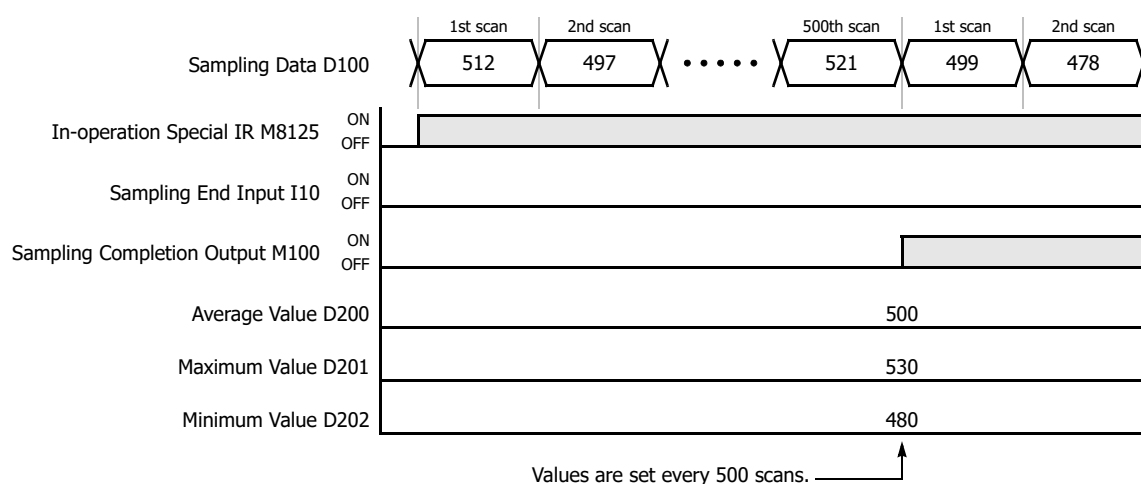 1st scan 2nd scan 500th scan 1st scan 2nd scan
Sampling Data D100 512 497 • • • • • 521 499 478
In-operation Special IR M8125 ON
OFF
Sampling End Input I10 ON
OFF
Sampling Completion Output M100 ON
OFF
Average Value D200 500
Maximum Value D201 530
Minimum Value D202 480
Values are set every 500 scans.